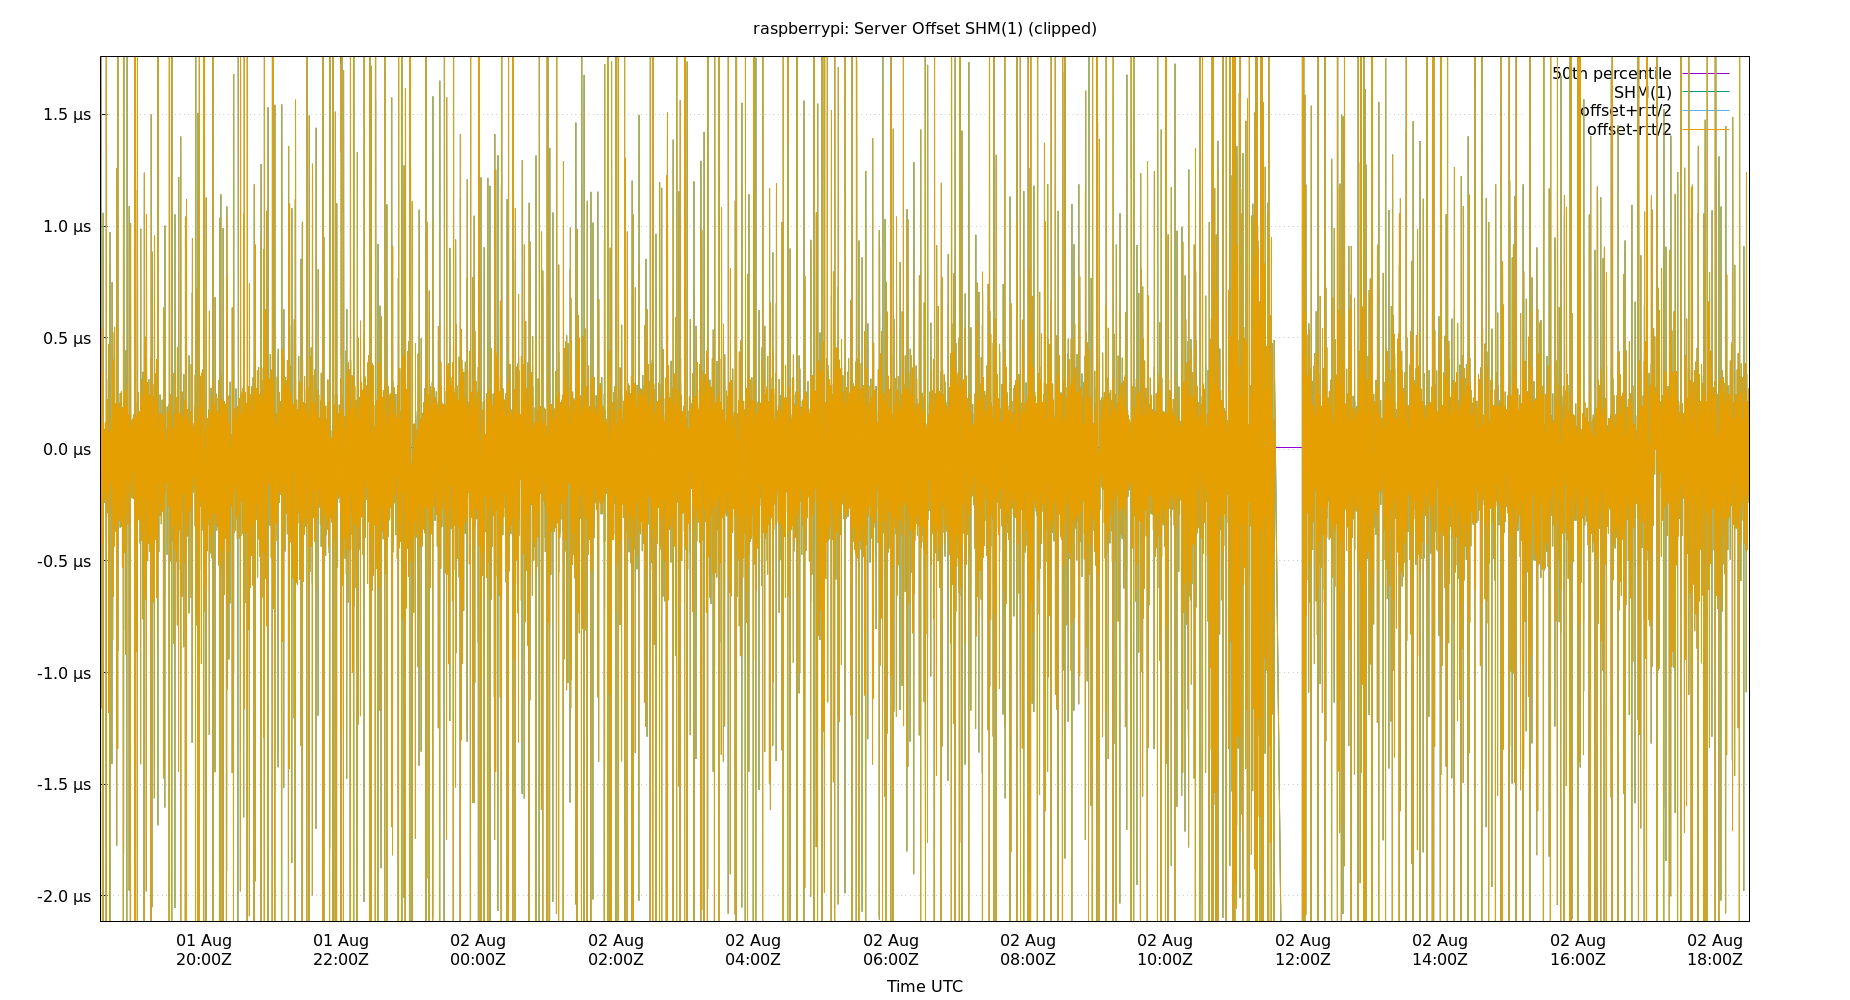 raspberrypi: Server Offset SHM(1) (clipped)
50th percentile
SHM(1)
offset+rtt/2
offset-rtt/2
1.5 µs
1.0 µs
0.5 µs
0.0 µs
-0.5 µs
-1.0 µs
-1.5 µs
-2.0 µs
01 Aug 01 Aug 02 Aug 02 Aug 02 Aug 02 Aug 02 Aug 02 Aug 02 Aug 02 Aug 02 Aug 02 Aug
20:00Z 22:00Z 00:00Z 02:00Z 04:00Z 06:00Z 08:00Z 10:00Z 12:00Z 14:00Z 16:00Z 18:00Z
Time UTC